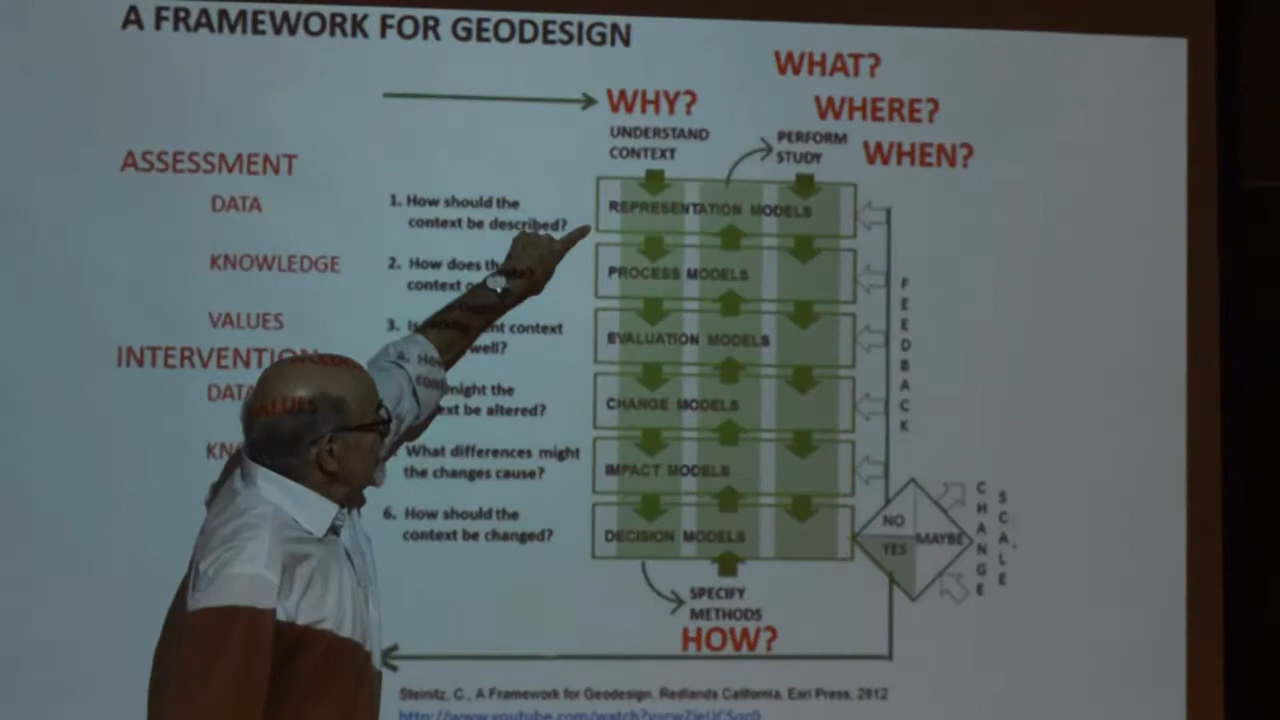 A FRAMEWORK FOR GEODESIGN
WHAT?
WHY?
WHERE?
UNDERSTAND
CONTEXT
PERFORM
STUDY
WHEN?
ASSESSMENT
DATA
1. How should the
context be described?
REPRESENTATION MODELS
KNOWLEDGE
2. How does
context
PROCESS MODELS
VALUES
3.
context
well?
EVALUATION MODELS
INTERVENTION
DATA
VALUES
might the
be altered?
CHANGE MODELS
What differences might
the changes cause?
IMPACT MODELS
6. How should the
context be changed?
DECISION MODELS
FEEDBACK
NO
MAYBE
YES
CHANGE
SCALE
SPECIFY
METHODS
HOW?
Steinitz, C., A Framework for Geodesign, Redlands California, Esri Press, 2012